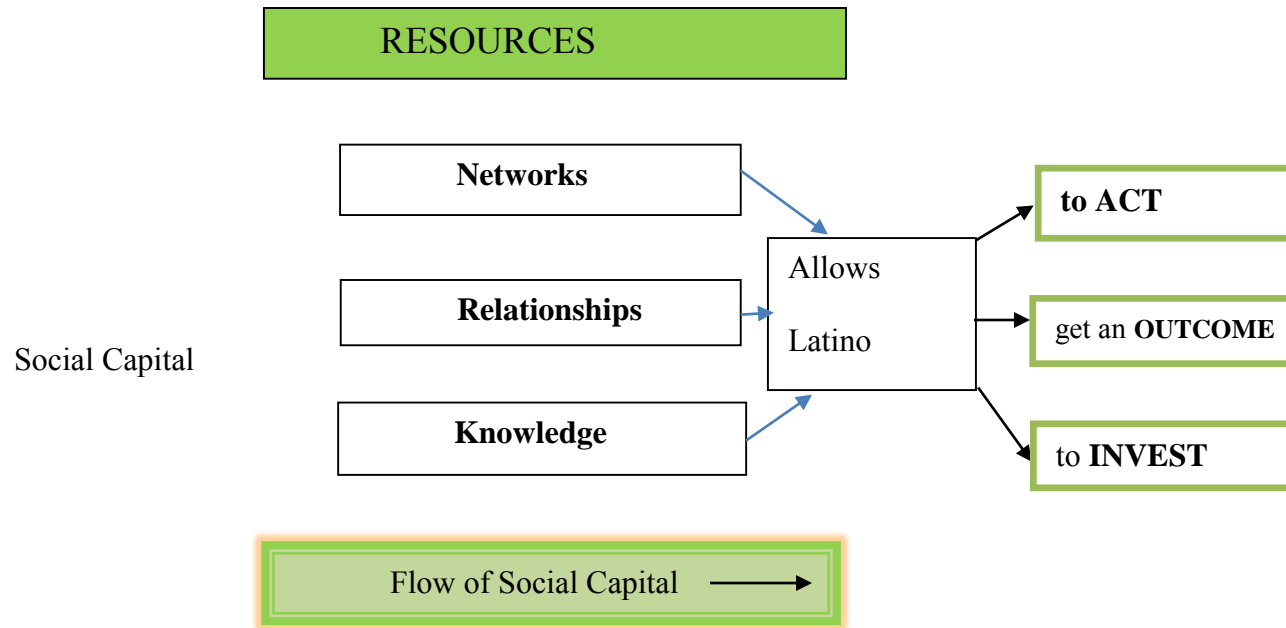 RESOURCES
Networks
to ACT
Allows
Relationships
get an OUTCOME
Latino
Social Capital
Knowledge
to INVEST
Flow of Social Capital